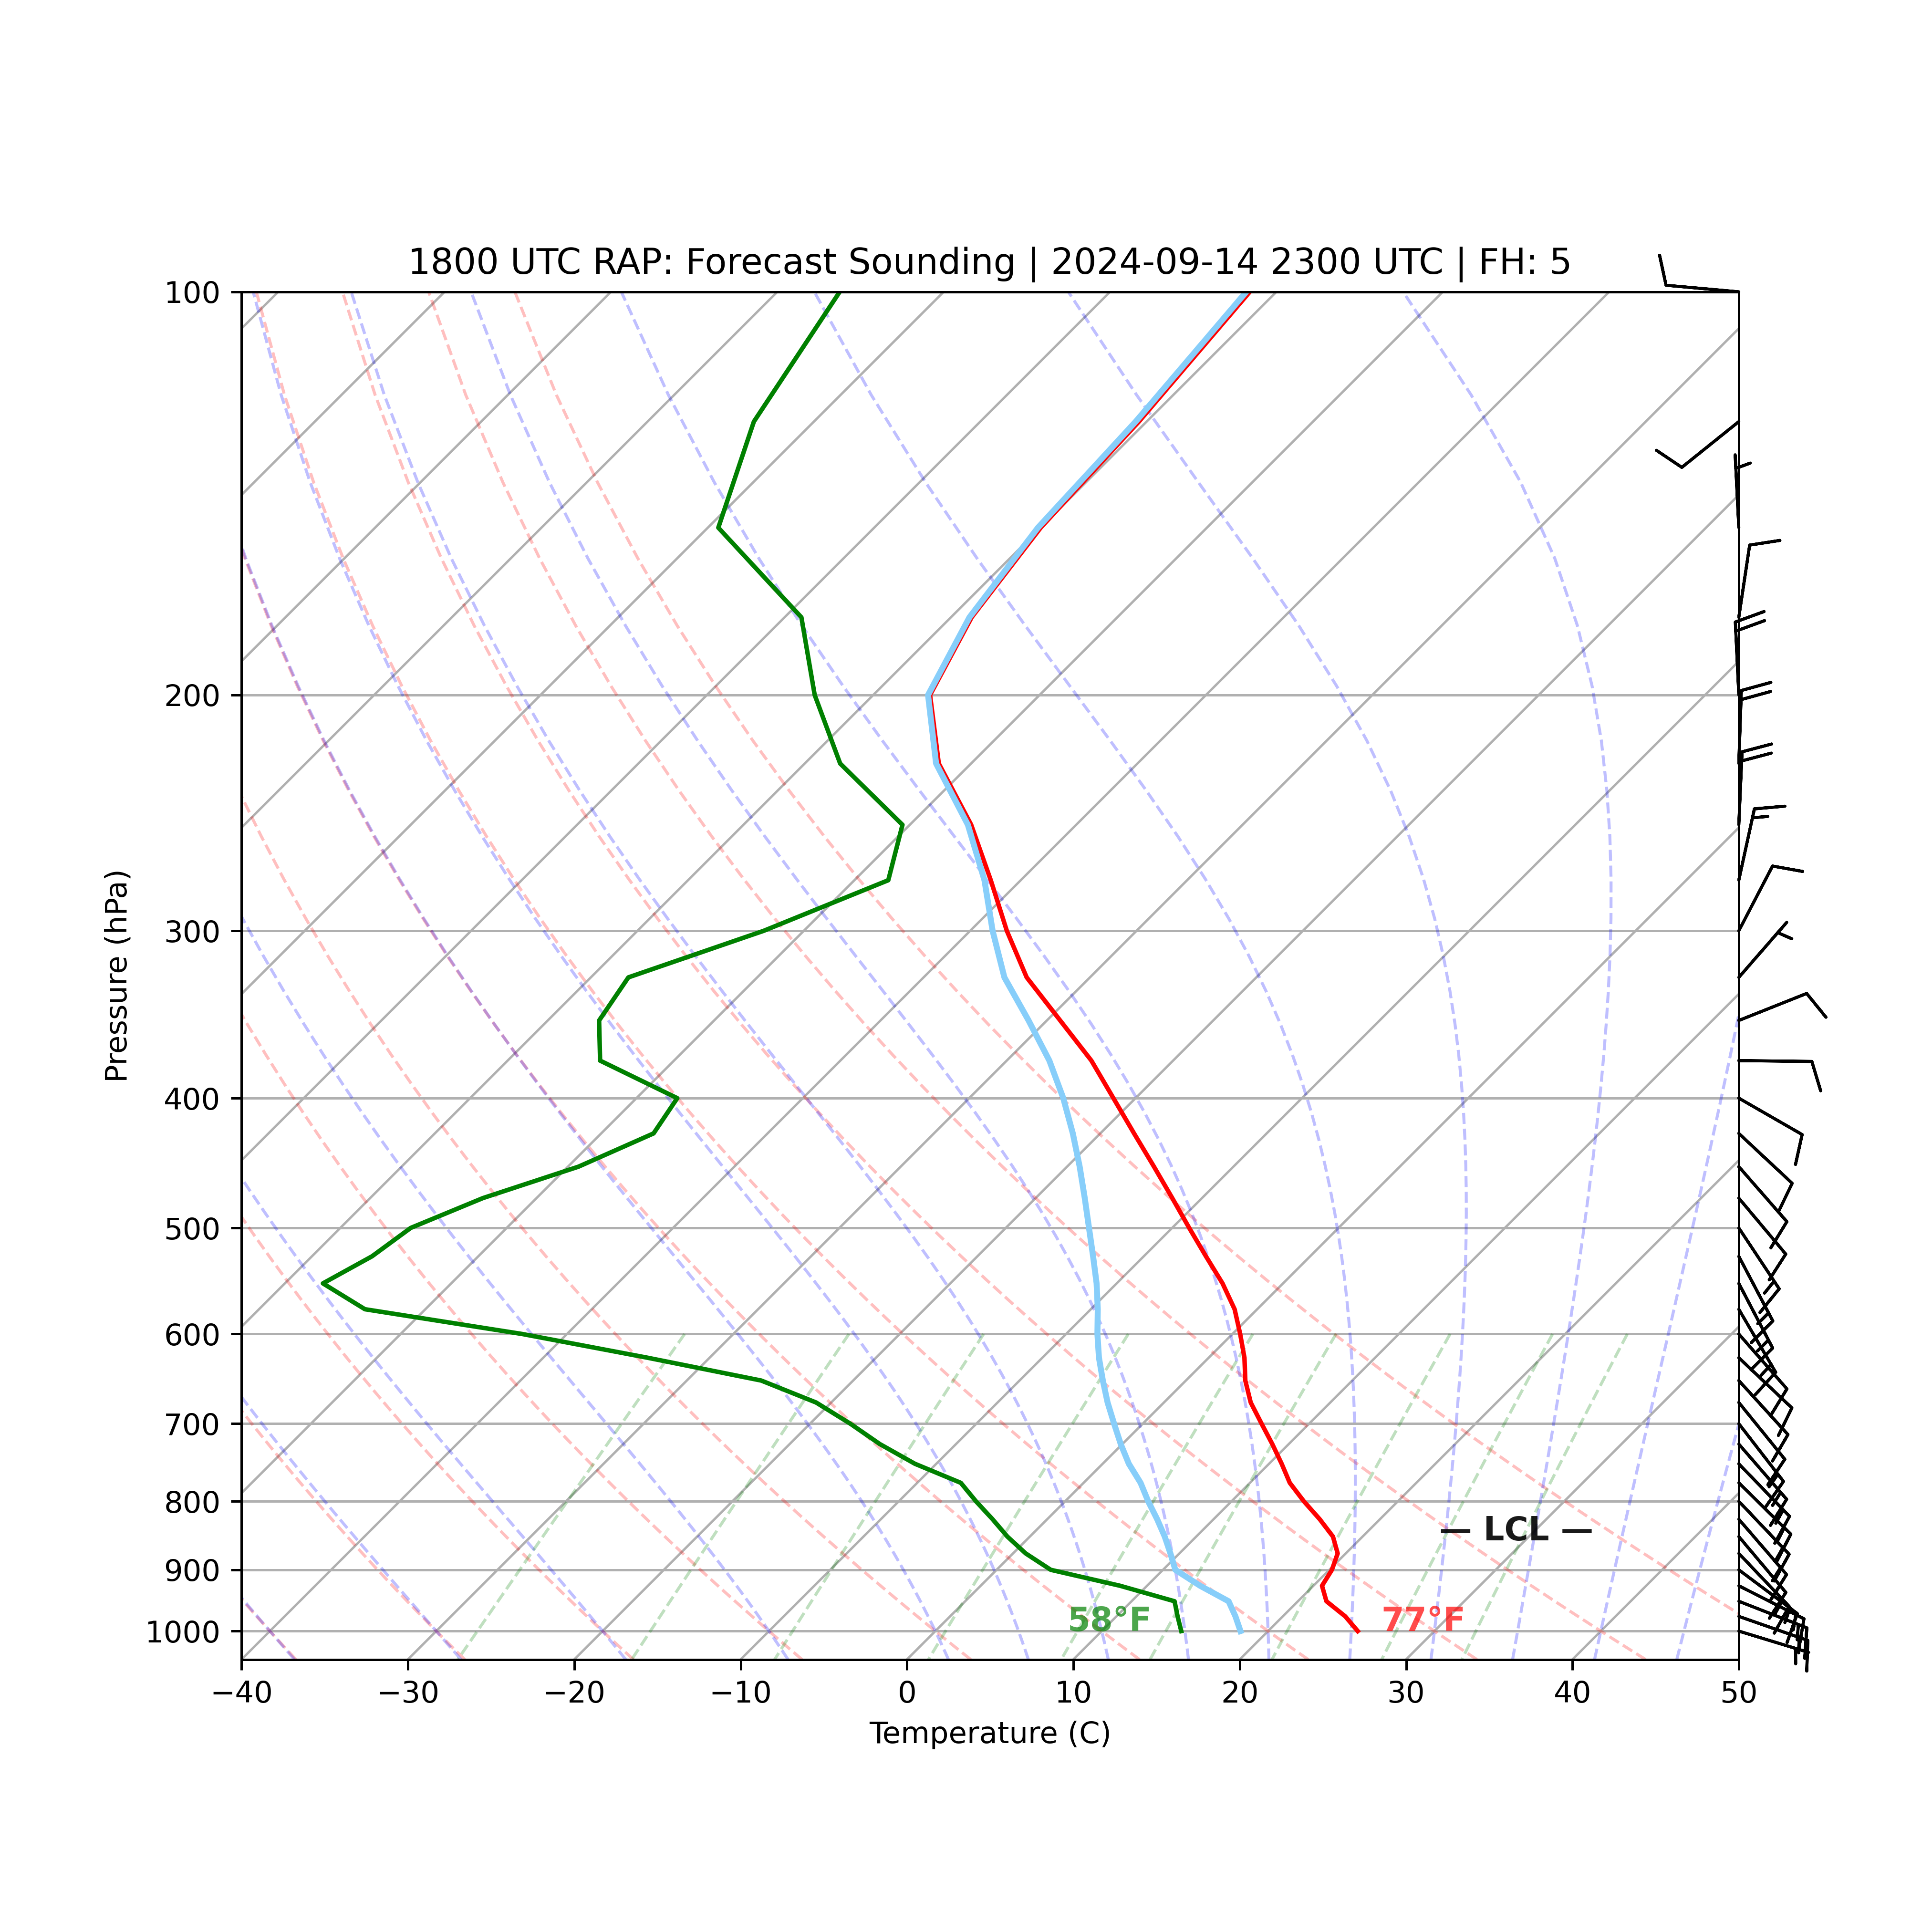 1800 UTC RAP: Forecast Sounding | 2024-09-14 2300 UTC | FH: 5
100
200
300
400
500
600
700
800
900
1000
Pressure (hPa)
— LCL —
58°F
77°F
−40 −30 −20 −10 0 10 20 30 40 50
Temperature (C)